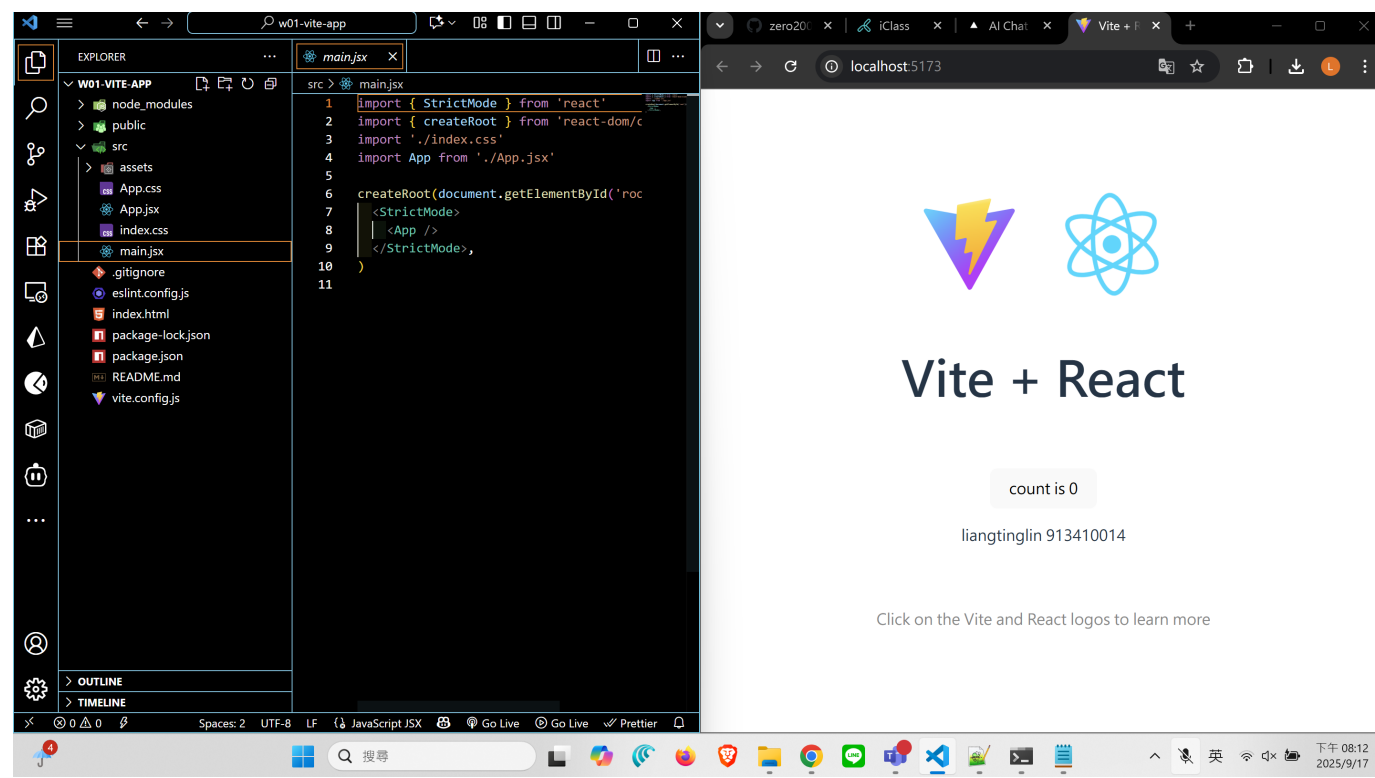 w01-vite-app
EXPLORER
W01-VITE-APP
node_modules
public
src
assets
App.css
App.jsx
index.css
main.jsx
.gitignore
eslint.config.js
index.html
package-lock.json
package.json
README.md
vite.config.js
OUTLINE
TIMELINE
main.jsx
src > main.jsx
1 import { StrictMode } from 'react'
2 import { createRoot } from 'react-dom/c
3 import './index.css'
4 import App from './App.jsx'
5
6 createRoot(document.getElementById('roo
7 <StrictMode>
8 <App />
9 </StrictMode>,
10 )
11
0 0 Spaces: 2 UTF-8 LF JavaScript JSX Go Live Go Live Prettier
zero200 iClass AI Chat Vite + R
localhost:5173
L
Vite + React
count is 0
liangtinglin 913410014
Click on the Vite and React logos to learn more
4
搜尋
英
下午 08:12
2025/9/17